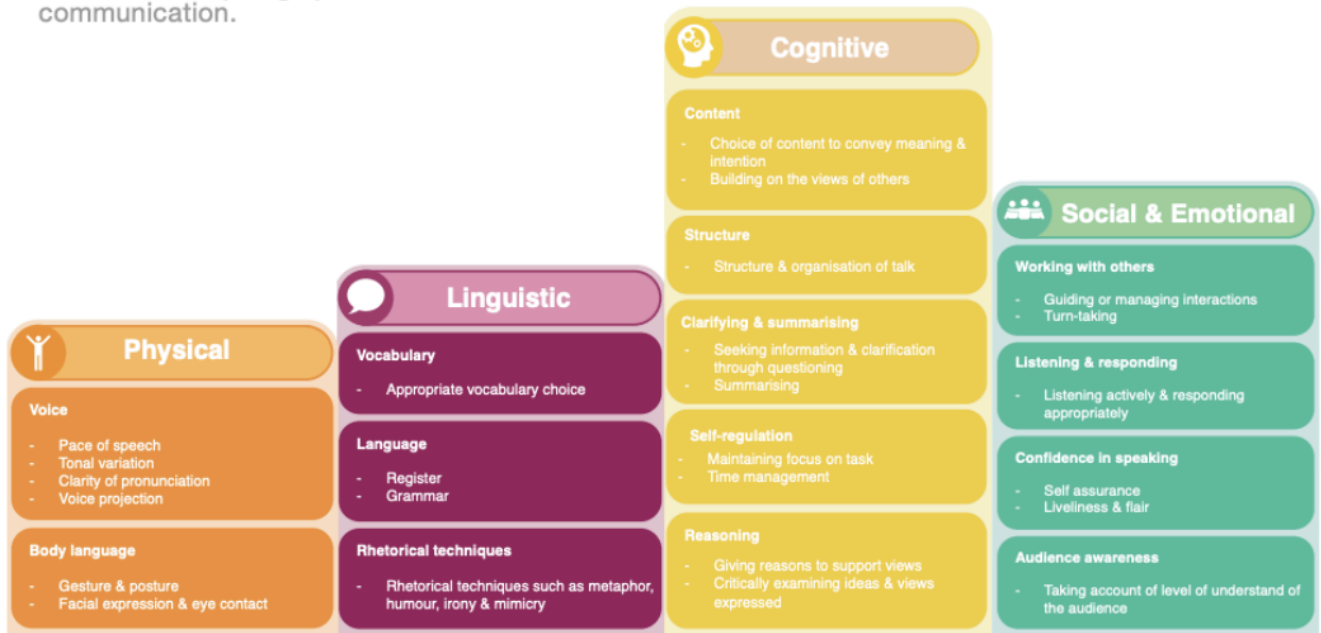 communication.
Physical
Voice
- Pace of speech
- Tonal variation
- Clarity of pronunciation
- Voice projection
Body language
- Gesture & posture
- Facial expression & eye contact
Linguistic
Vocabulary
- Appropriate vocabulary choice
Language
- Register
- Grammar
Rhetorical techniques
- Rhetorical techniques such as metaphor,
humour, irony & mimicry
Cognitive
Content
- Choice of content to convey meaning &
intention
- Building on the views of others
Structure
- Structure & organisation of talk
Clarifying & summarising
- Seeking information & clarification
through questioning
- Summarising
Self-regulation
- Maintaining focus on task
- Time management
Reasoning
- Giving reasons to support views
- Critically examining ideas & views
expressed
Social & Emotional
Working with others
- Guiding or managing interactions
- Turn-taking
Listening & responding
- Listening actively & responding
appropriately
Confidence in speaking
- Self assurance
- Liveliness & flair
Audience awareness
- Taking account of level of understand of
the audience